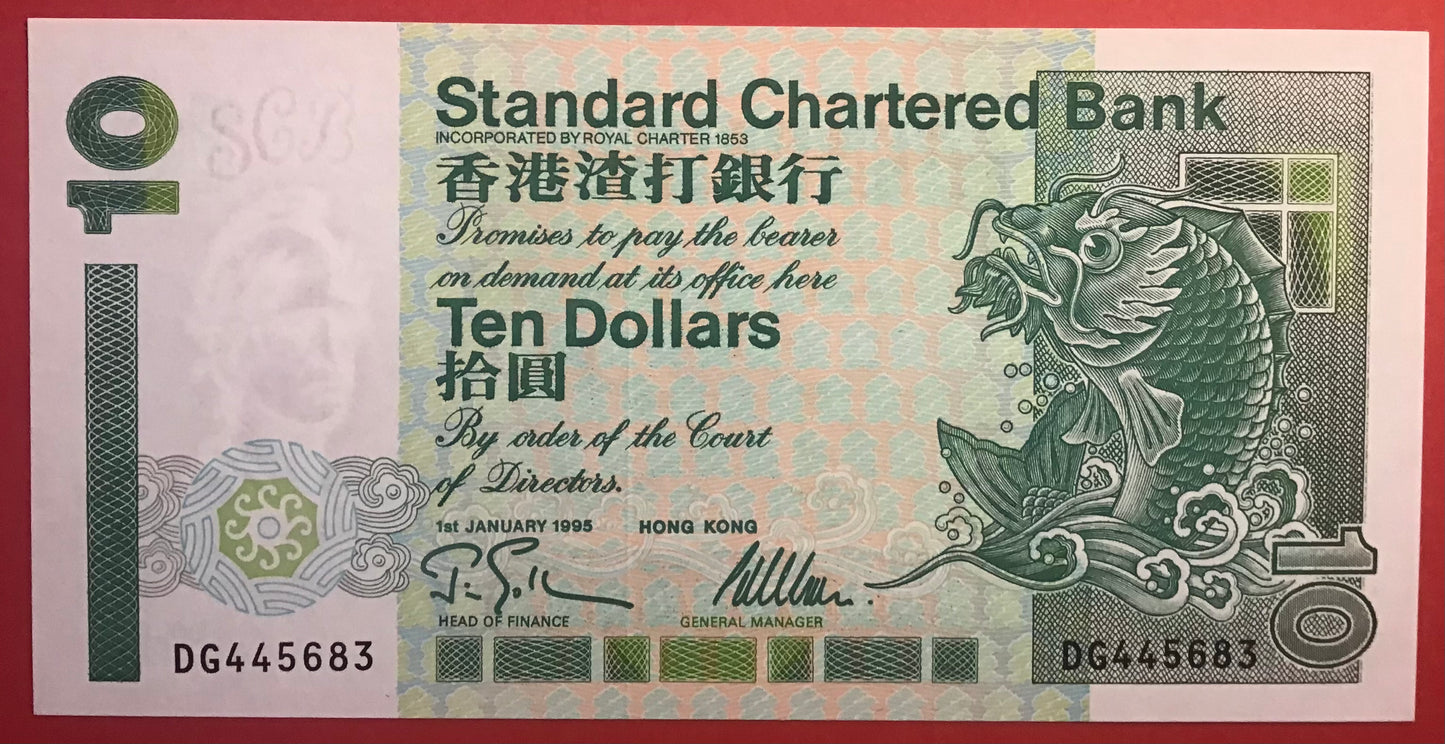 10
SCB
Standard Chartered Bank
INCORPORATED BY ROYAL CHARTER 1853
香港渣打銀行
Promises to pay the bearer
on demand at its office here
Ten Dollars
拾圓
By order of the Court
of Directors.
1st JANUARY 1995 HONG KONG
HEAD OF FINANCE GENERAL MANAGER
DG445683 DG445683
10